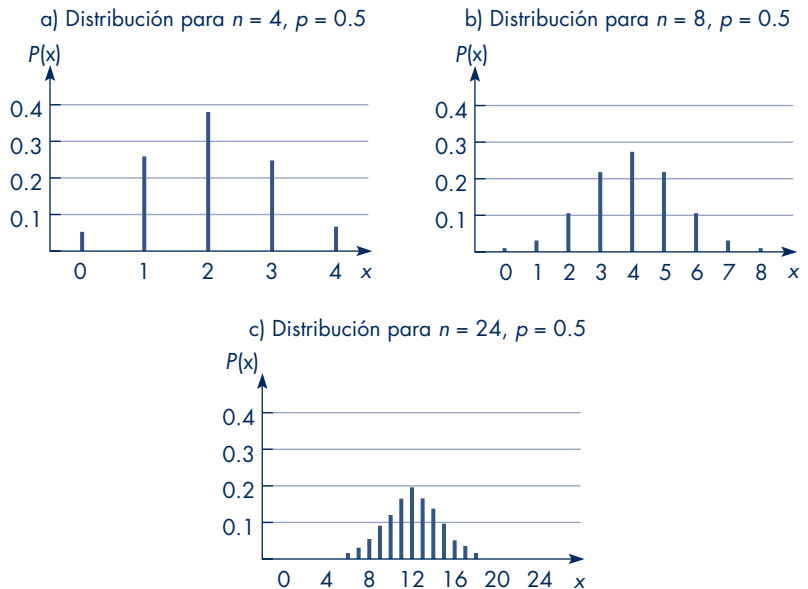 a) Distribución para n = 4, p = 0.5
P(x)
0.4
0.3
0.2
0.1
0 1 2 3 4 x
b) Distribución para n = 8, p = 0.5
P(x)
0.4
0.3
0.2
0.1
0 1 2 3 4 5 6 7 8 x
c) Distribución para n = 24, p = 0.5
P(x)
0.4
0.3
0.2
0.1
0 4 8 12 16 20 24 x